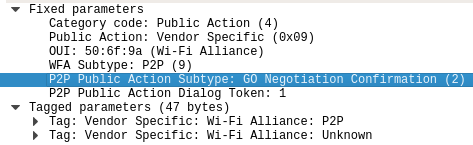 Fixed parameters
Category code: Public Action (4)
Public Action: Vendor Specific (0x09)
OUI: 50:6f:9a (Wi-Fi Alliance)
WFA Subtype: P2P (9)
P2P Public Action Subtype: GO Negotiation Confirmation (2)
P2P Public Action Dialog Token: 1
Tagged parameters (47 bytes)
Tag: Vendor Specific: Wi-Fi Alliance: P2P
Tag: Vendor Specific: Wi-Fi Alliance: Unknown